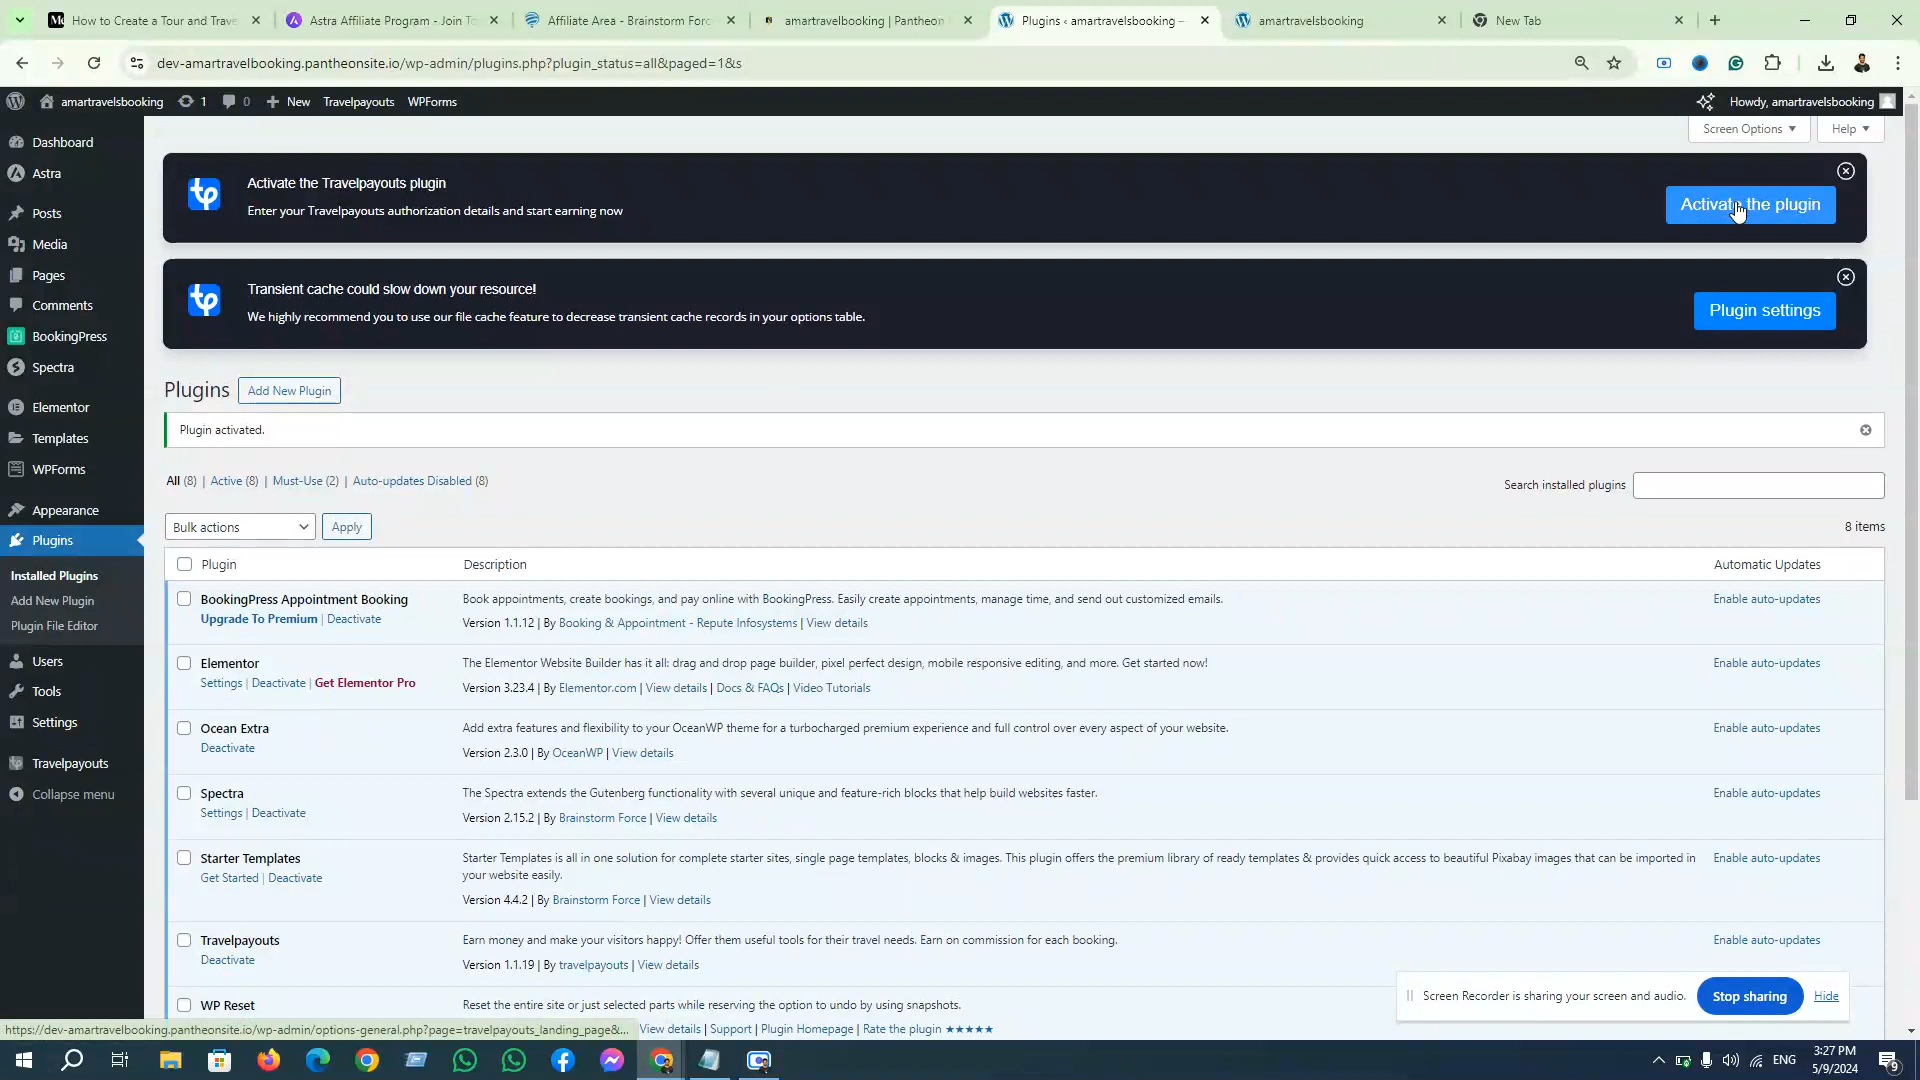 How to Create a Tour and Trave
Astra Affiliate Program - Join To
Affiliate Area - Brainstorm Forc
amartravelbooking | Pantheon
Plugins ‹ amartravelsbooking —
amartravelsbooking
New Tab
dev-amartravelbooking.pantheonsite.io/wp-admin/plugins.php?plugin_status=all&paged=1&s
amartravelsbooking 1 0 + New Travelpayouts WPForms
Howdy, amartravelsbooking
Screen Options
Help
Dashboard
Astra
Posts
Media
Pages
Comments
BookingPress
Spectra
Elementor
Templates
WPForms
Appearance
Plugins
Installed Plugins
Add New Plugin
Plugin File Editor
Users
Tools
Settings
Travelpayouts
Collapse menu
Activate the Travelpayouts plugin
Enter your Travelpayouts authorization details and start earning now
Activate the plugin
Transient cache could slow down your resource!
We highly recommend you to use our file cache feature to decrease transient cache records in your options table.
Plugin settings
Plugins Add New Plugin
Plugin activated.
All (8) | Active (8) | Must-Use (2) | Auto-updates Disabled (8)
Search installed plugins
Bulk actions Apply
8 items
Plugin Description Automatic Updates
BookingPress Appointment Booking
Upgrade To Premium | Deactivate
Book appointments, create bookings, and pay online with BookingPress. Easily create appointments, manage time, and send out customized emails.
Version 1.1.12 | By Booking & Appointment - Repute Infosystems | View details
Enable auto-updates
Elementor
Settings | Deactivate | Get Elementor Pro
The Elementor Website Builder has it all: drag and drop page builder, pixel perfect design, mobile responsive editing, and more. Get started now!
Version 3.23.4 | By Elementor.com | View details | Docs & FAQs | Video Tutorials
Enable auto-updates
Ocean Extra
Deactivate
Add extra features and flexibility to your OceanWP theme for a turbocharged premium experience and full control over every aspect of your website.
Version 2.3.0 | By OceanWP | View details
Enable auto-updates
Spectra
Settings | Deactivate
The Spectra extends the Gutenberg functionality with several unique and feature-rich blocks that help build websites faster.
Version 2.15.2 | By Brainstorm Force | View details
Enable auto-updates
Starter Templates
Get Started | Deactivate
Starter Templates is all in one solution for complete starter sites, single page templates, blocks & images. This plugin offers the premium library of ready templates & provides quick access to beautiful Pixabay images that can be imported in
your website easily.
Version 4.4.2 | By Brainstorm Force | View details
Enable auto-updates
Travelpayouts
Deactivate
Earn money and make your visitors happy! Offer them useful tools for their travel needs. Earn on commission for each booking.
Version 1.1.19 | By travelpayouts | View details
Enable auto-updates
WP Reset
Reset the entire site or just selected parts while reserving the option to undo by using snapshots.
View details | Support | Plugin Homepage | Rate the plugin ★★★★★
Screen Recorder is sharing your screen and audio.
Stop sharing
Hide
https://dev-amartravelbooking.pantheonsite.io/wp-admin/options-general.php?page=travelpayouts_landing_page&...
ENG
3:27 PM
5/9/2024
9